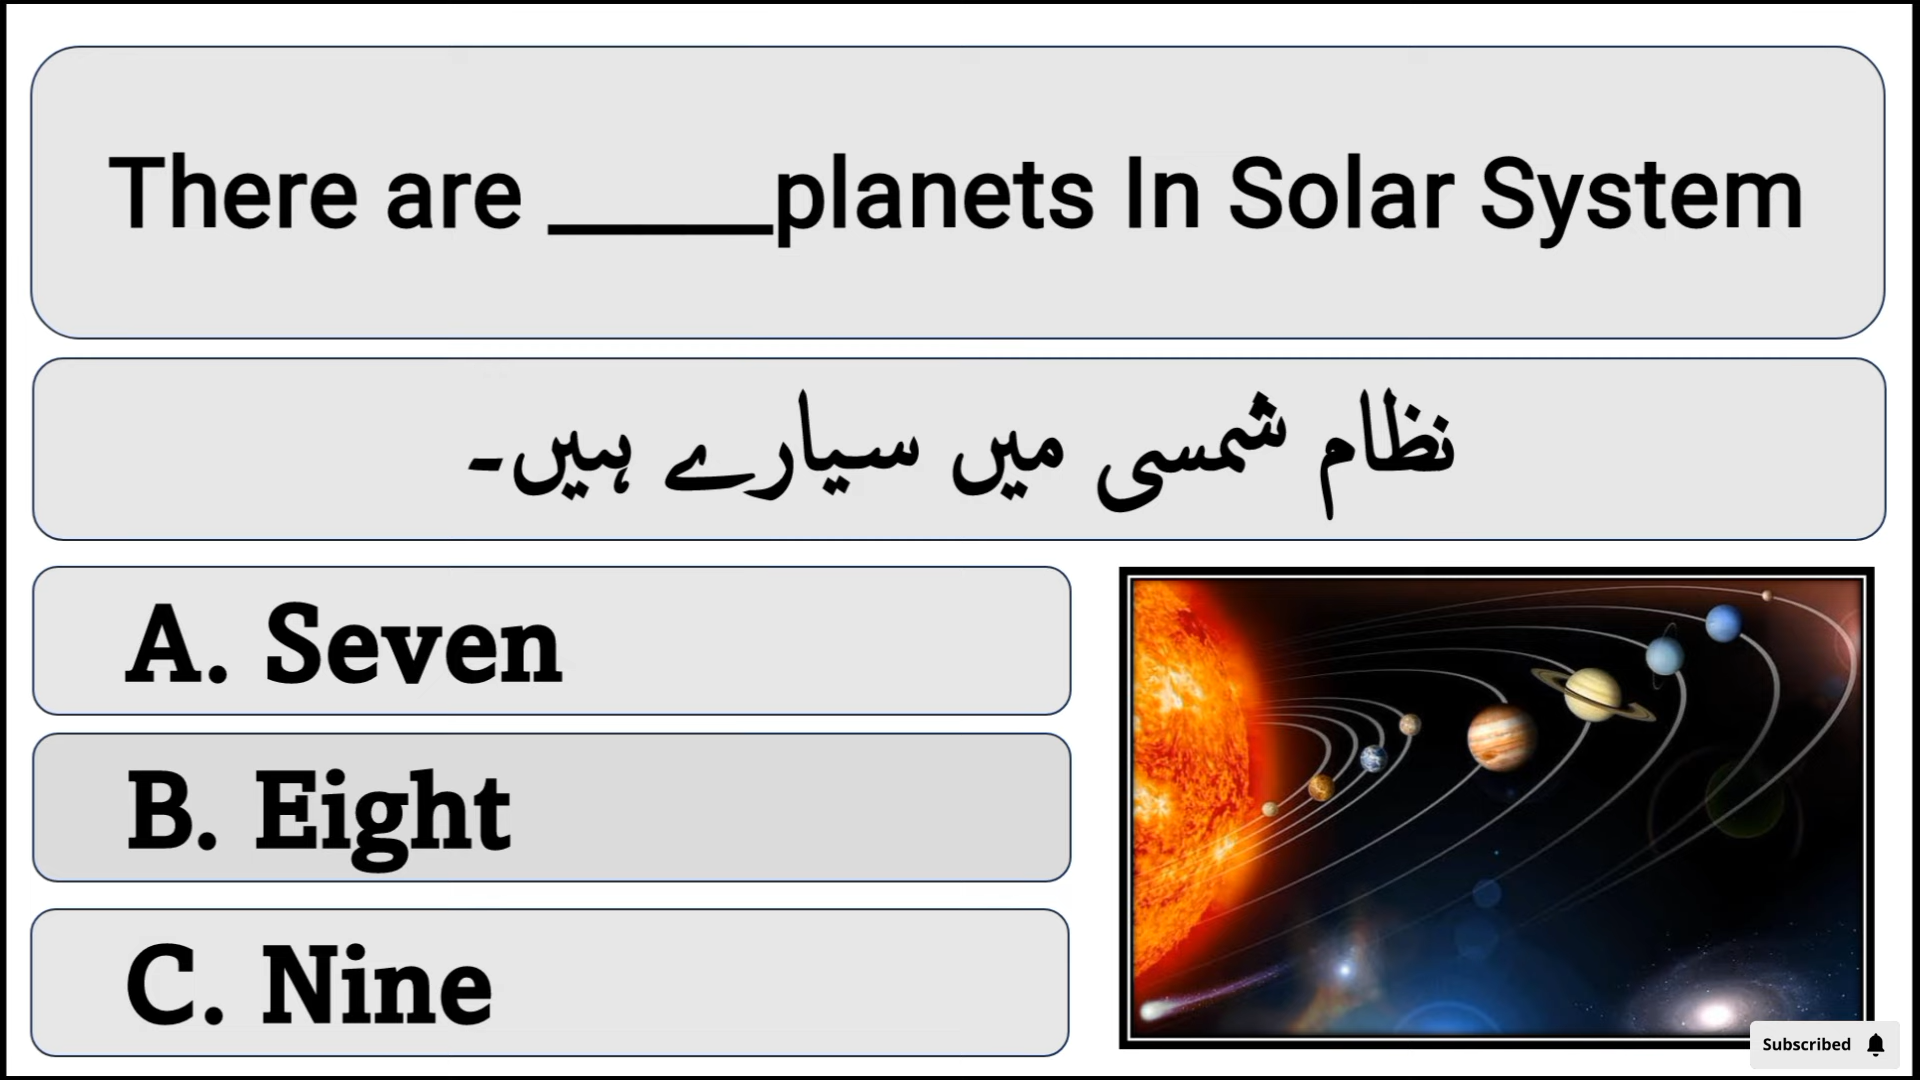 There are _____planets In Solar System
نظام شمسی میں سیارے ہیں۔
A. Seven
B. Eight
C. Nine
Subscribed